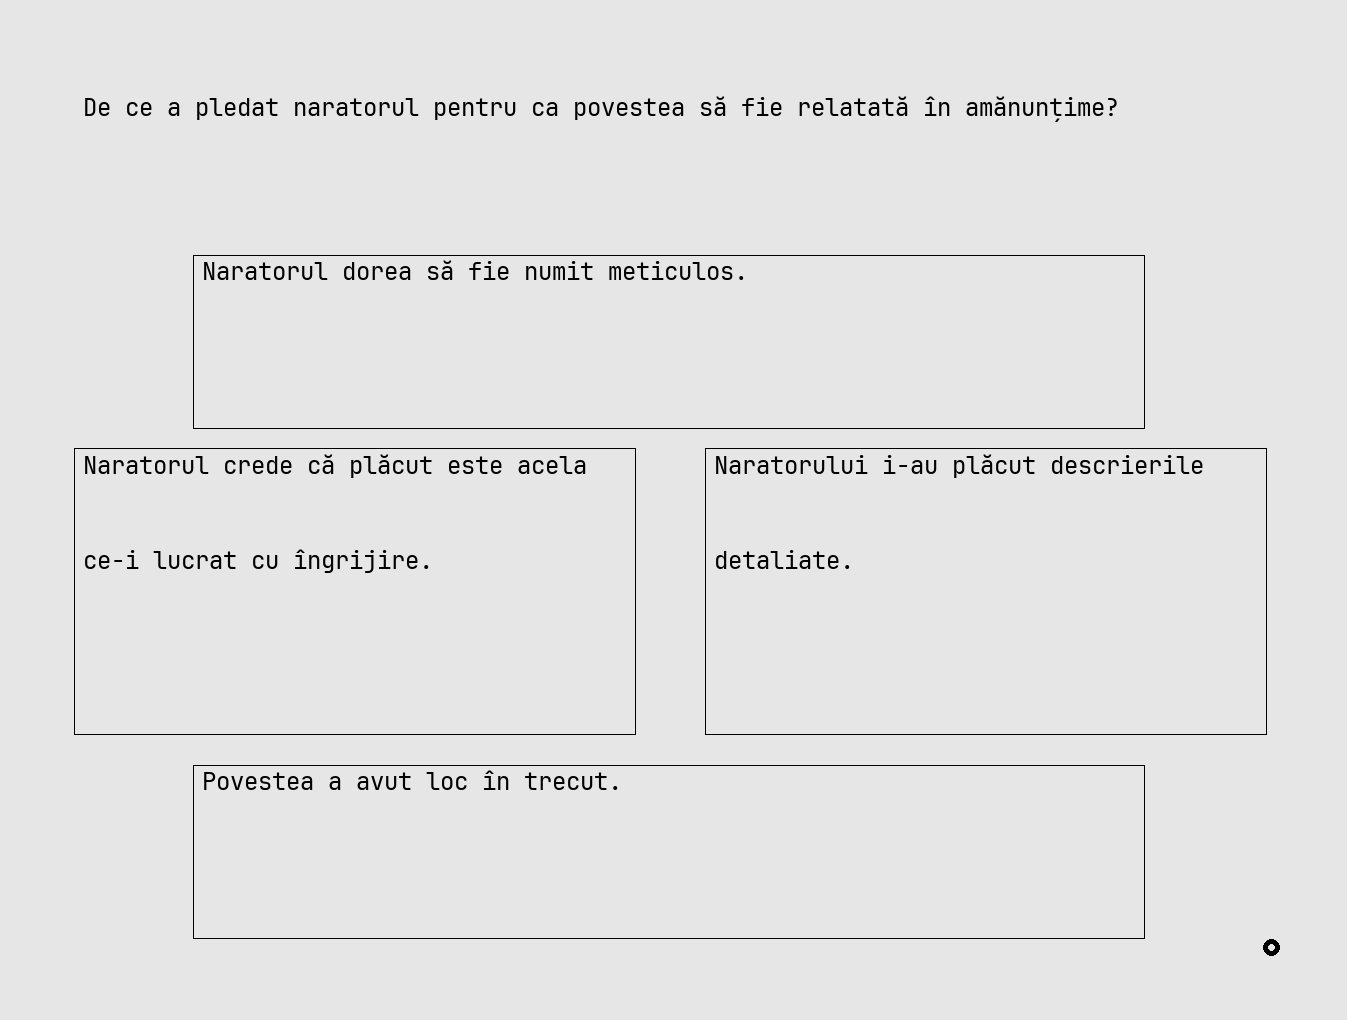 De ce a pledat naratorul pentru ca povestea să fie relatată în amănunțime?
Naratorul dorea să fie numit meticulos.
Naratorul crede că plăcut este acela
ce-i lucrat cu îngrijire.
Naratorului i-au plăcut descrierile
detaliate.
Povestea a avut loc în trecut.